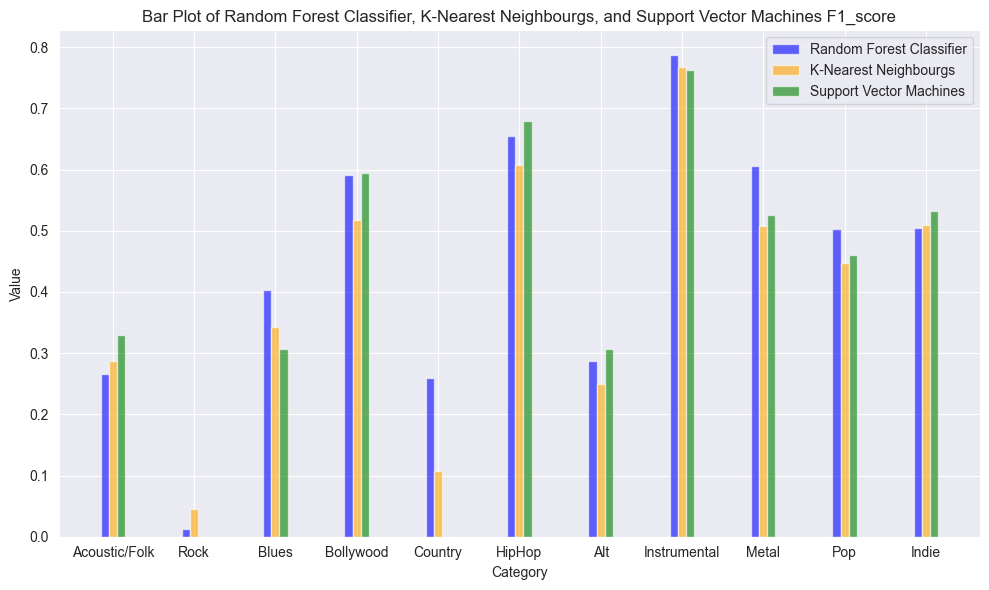 Bar Plot of Random Forest Classifier, K-Nearest Neighbourgs, and Support Vector Machines F1_score
Random Forest Classifier
K-Nearest Neighbourgs
Support Vector Machines
0.8
0.7
0.6
0.5
0.4
0.3
0.2
0.1
0.0
Value
Acoustic/Folk Rock Blues Bollywood Country HipHop Alt Instrumental Metal Pop Indie
Category